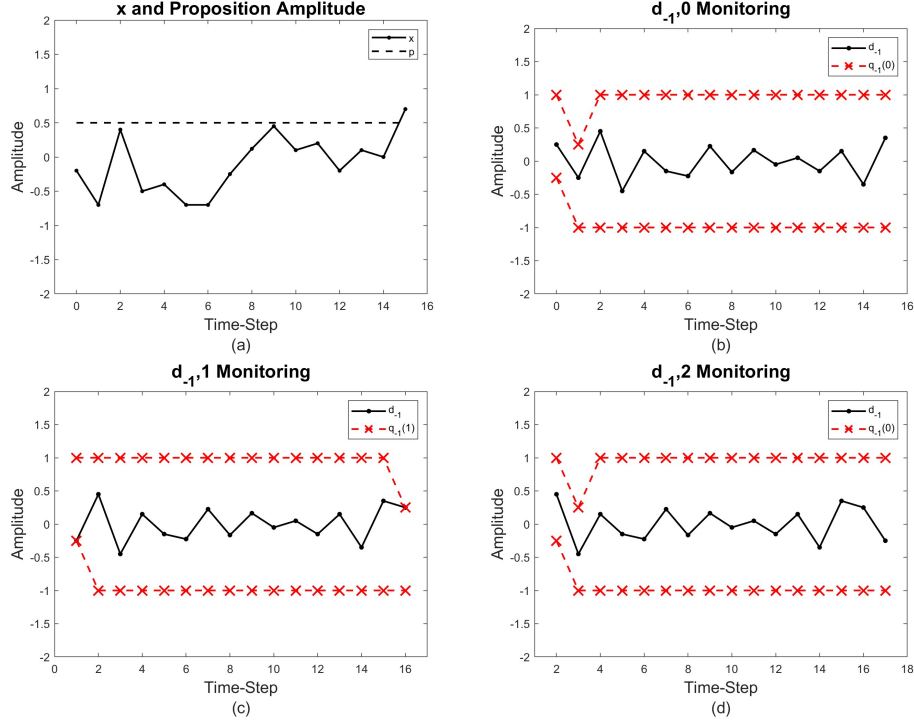 x and Proposition Amplitude
2
1.5
1
0.5
0
-0.5
-1
-1.5
-2
Amplitude
x
p
0 2 4 6 8 10 12 14 16
Time-Step
(a)
d-1,0 Monitoring
2
1.5
1
0.5
0
-0.5
-1
-1.5
-2
Amplitude
d-1
q-1(0)
0 2 4 6 8 10 12 14 16 18
Time-Step
(b)
d-1,1 Monitoring
2
1.5
1
0.5
0
-0.5
-1
-1.5
-2
Amplitude
d-1
q-1(1)
0 2 4 6 8 10 12 14 16
Time-Step
(c)
d-1,2 Monitoring
2
1.5
1
0.5
0
-0.5
-1
-1.5
-2
Amplitude
d-1
q-1(0)
2 4 6 8 10 12 14 16 18
Time-Step
(d)